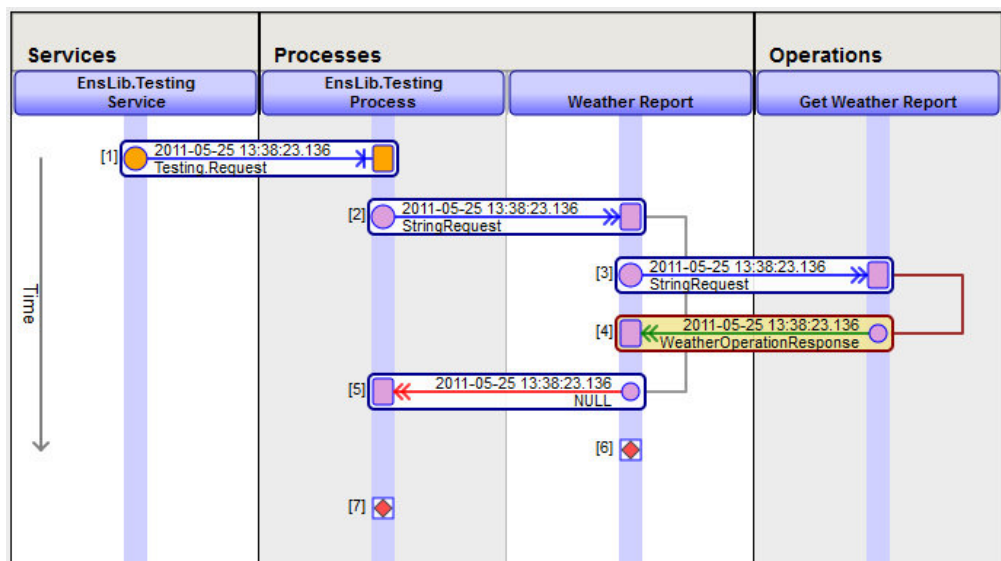 Services
Processes
Operations
EnsLib.Testing
Service
EnsLib.Testing
Process
Weather Report
Get Weather Report
[1]
2011-05-25 13:38:23.136
Testing.Request
[2]
2011-05-25 13:38:23.136
StringRequest
[3]
2011-05-25 13:38:23.136
StringRequest
Time
[4]
2011-05-25 13:38:23.136
WeatherOperationResponse
[5]
2011-05-25 13:38:23.136
NULL
[6]
[7]